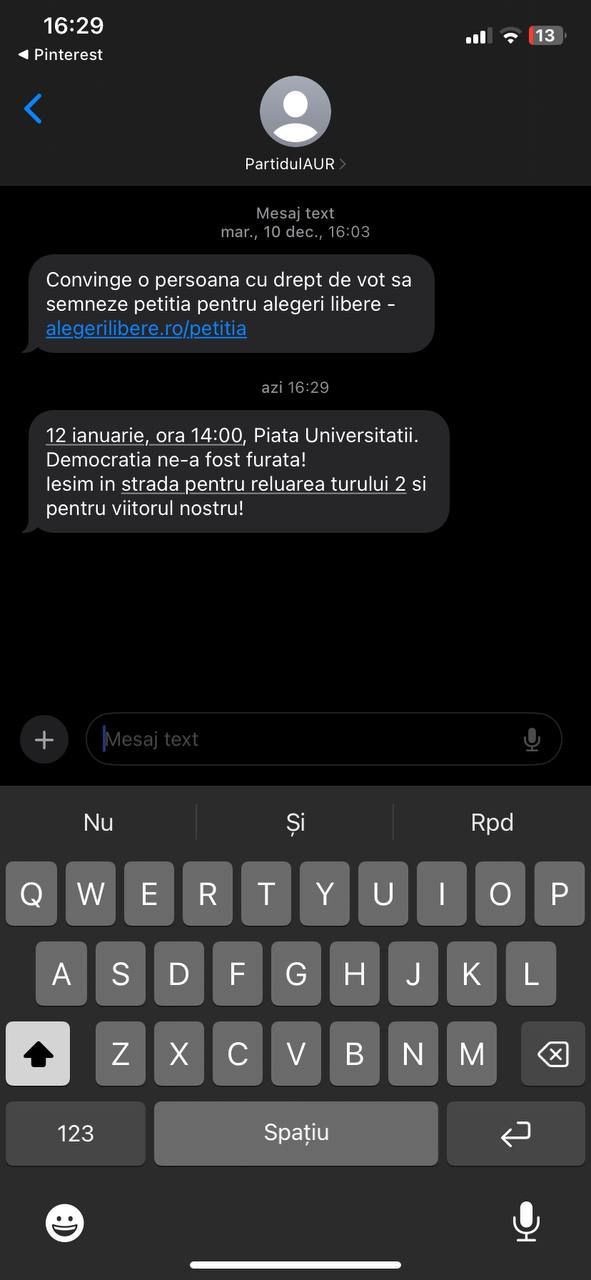 16:29
13
Pinterest
PartidulAUR
Mesaj text
mar., 10 dec., 16:03
Convinge o persoana cu drept de vot sa
semneze petitia pentru alegeri libere -
alegerilibere.ro/petitia
azi 16:29
12 ianuarie, ora 14:00, Piata Universitatii.
Democratia ne-a fost furata!
Iesim in strada pentru reluarea turului 2 si
pentru viitorul nostru!
Mesaj text
Nu Și Rpd
Q W E R T Y U I O P
A S D F G H J K L
Z X C V B N M
123 Spațiu